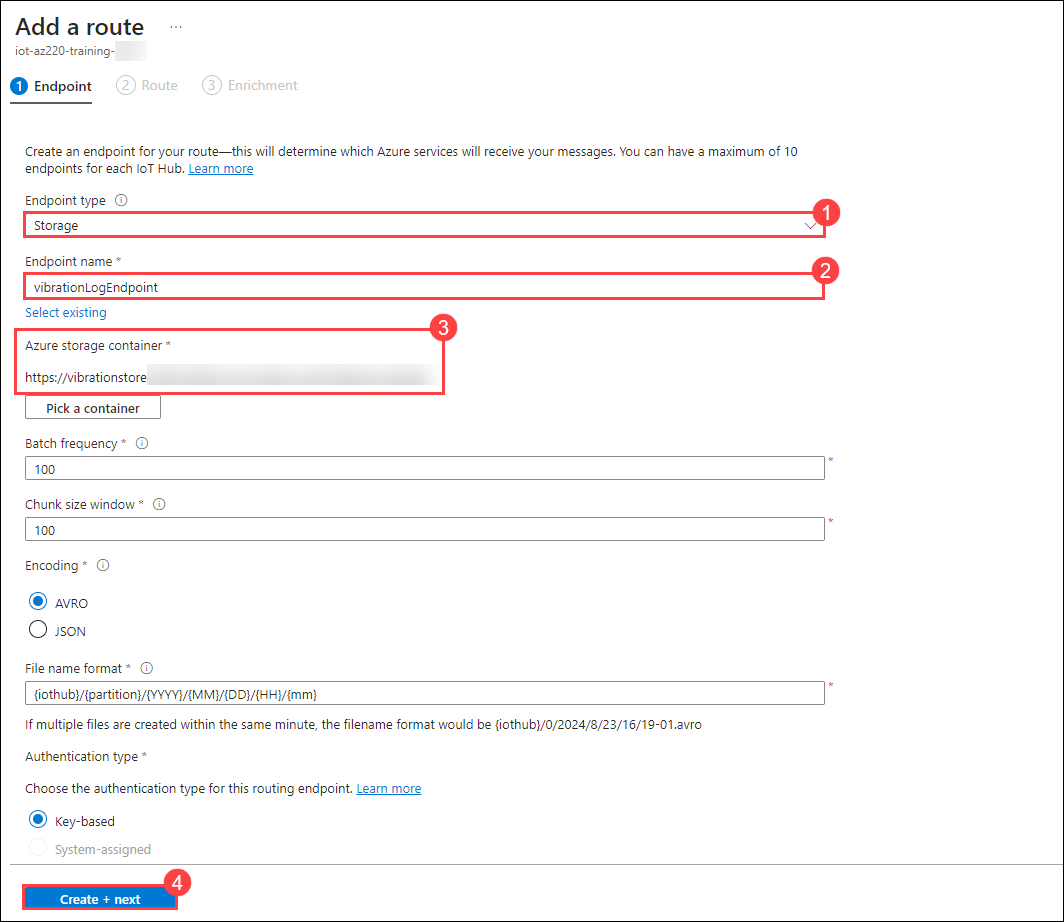 Add a route ...
iot-az220-training-
1 Endpoint 2 Route 3 Enrichment
Create an endpoint for your route—this will determine which Azure services will receive your messages. You can have a maximum of 10
endpoints for each IoT Hub. Learn more
Endpoint type
1
Storage
Endpoint name *
2
vibrationLogEndpoint
Select existing
3
Azure storage container *
https://vibrationstore
Pick a container
Batch frequency *
100 *
Chunk size window *
100 *
Encoding *
AVRO
JSON
File name format *
{iothub}/{partition}/{YYYY}/{MM}/{DD}/{HH}/{mm} *
If multiple files are created within the same minute, the filename format would be {iothub}/0/2024/8/23/16/19-01.avro
Authentication type *
Choose the authentication type for this routing endpoint. Learn more
Key-based
System-assigned
4
Create + next